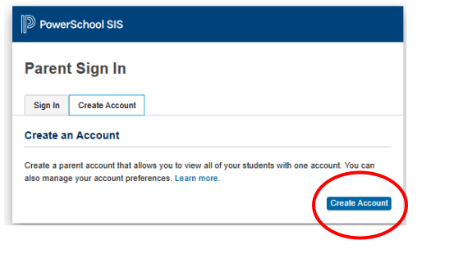 PowerSchool SIS
Parent Sign In
Sign In Create Account
Create an Account
Create a parent account that allows you to view all of your students with one account. You can
also manage your account preferences. Learn more.
Create Account